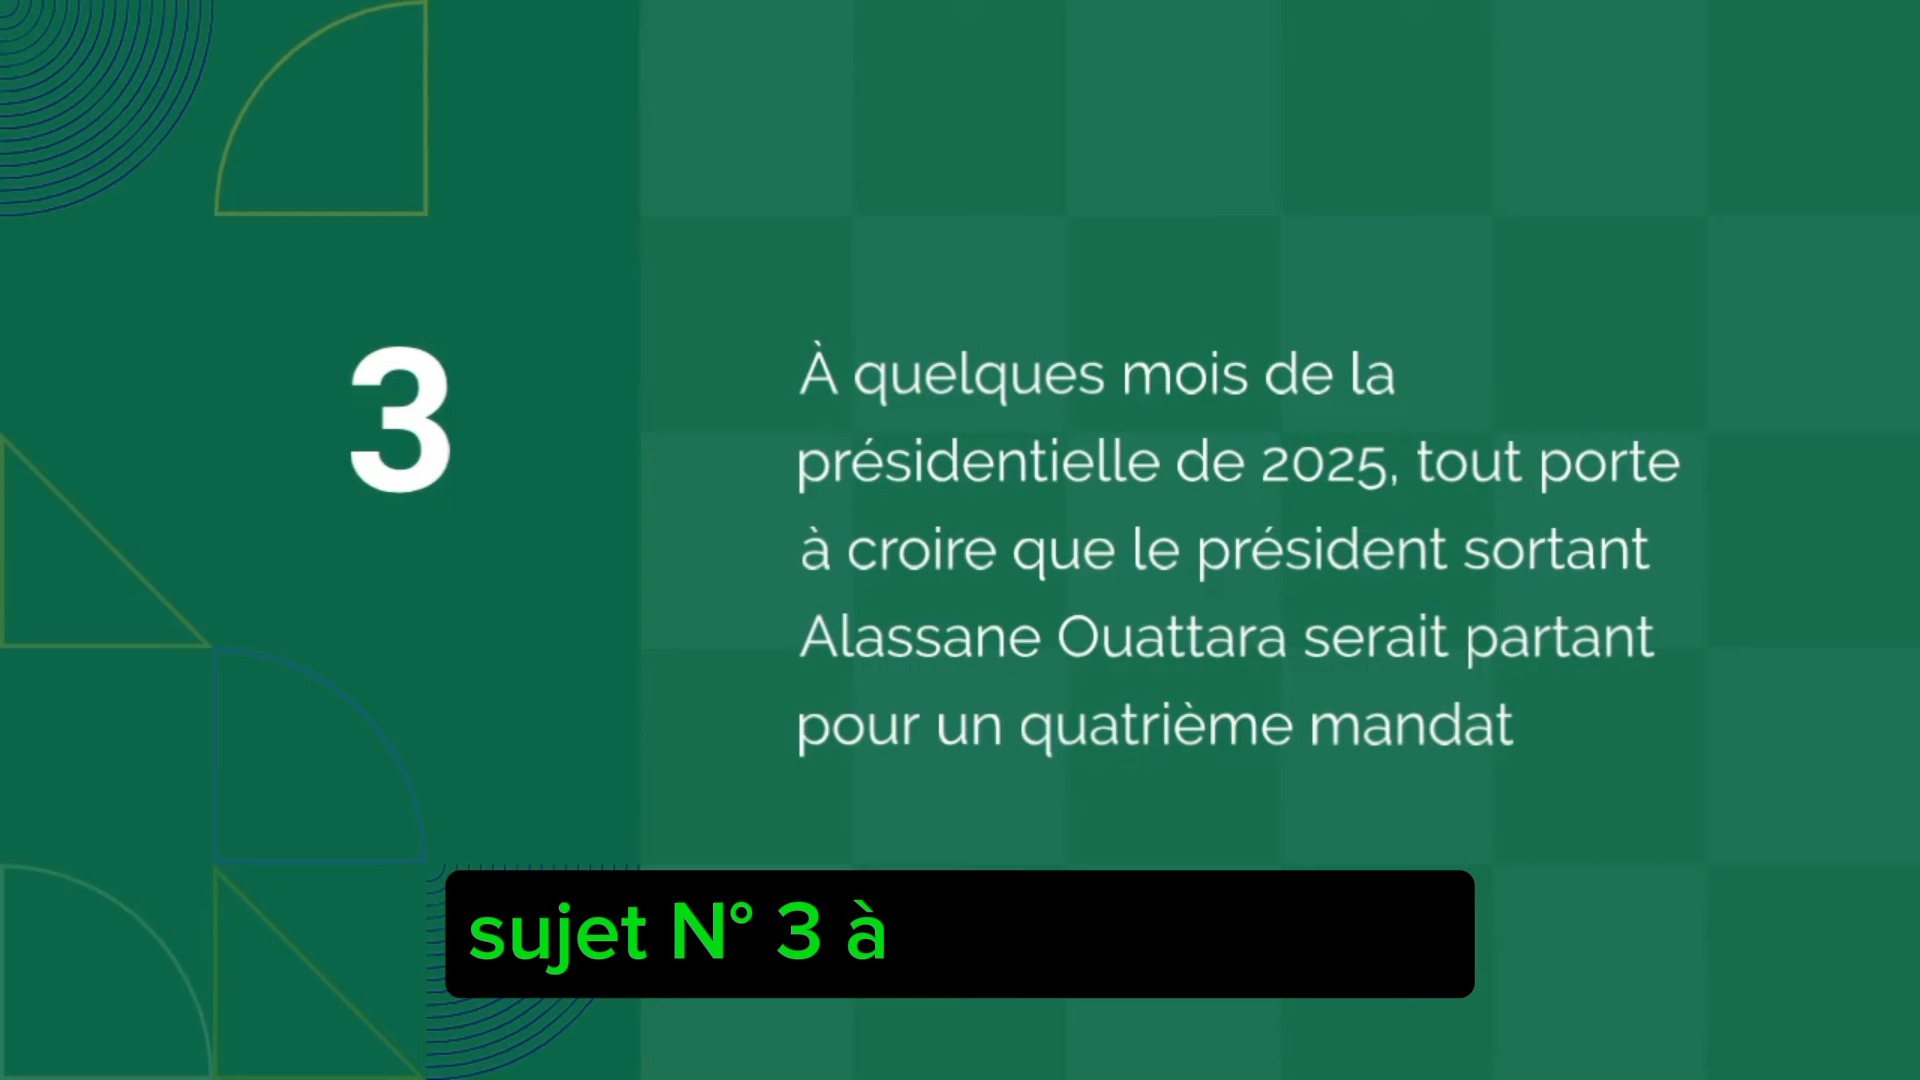 3
À quelques mois de la
présidentielle de 2025, tout porte
à croire que le président sortant
Alassane Ouattara serait partant
pour un quatrième mandat
sujet N° 3 à